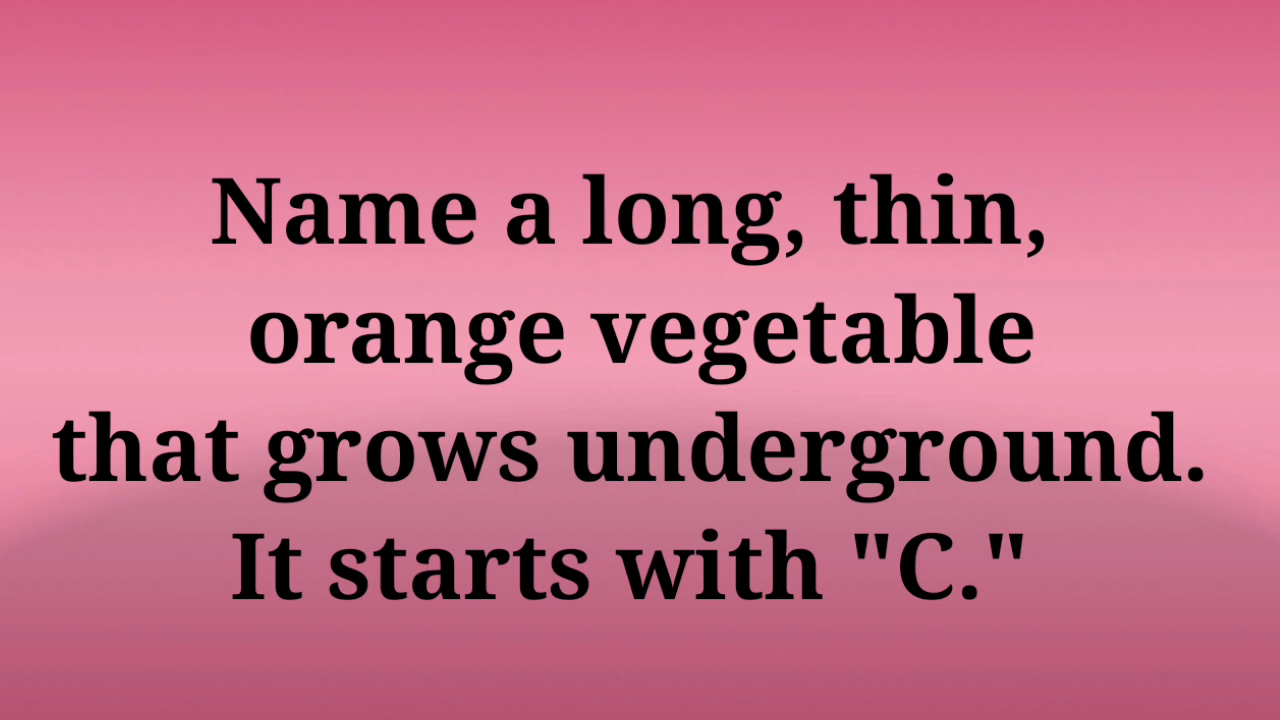 Name a long, thin,
orange vegetable
that grows underground.
It starts with "C."